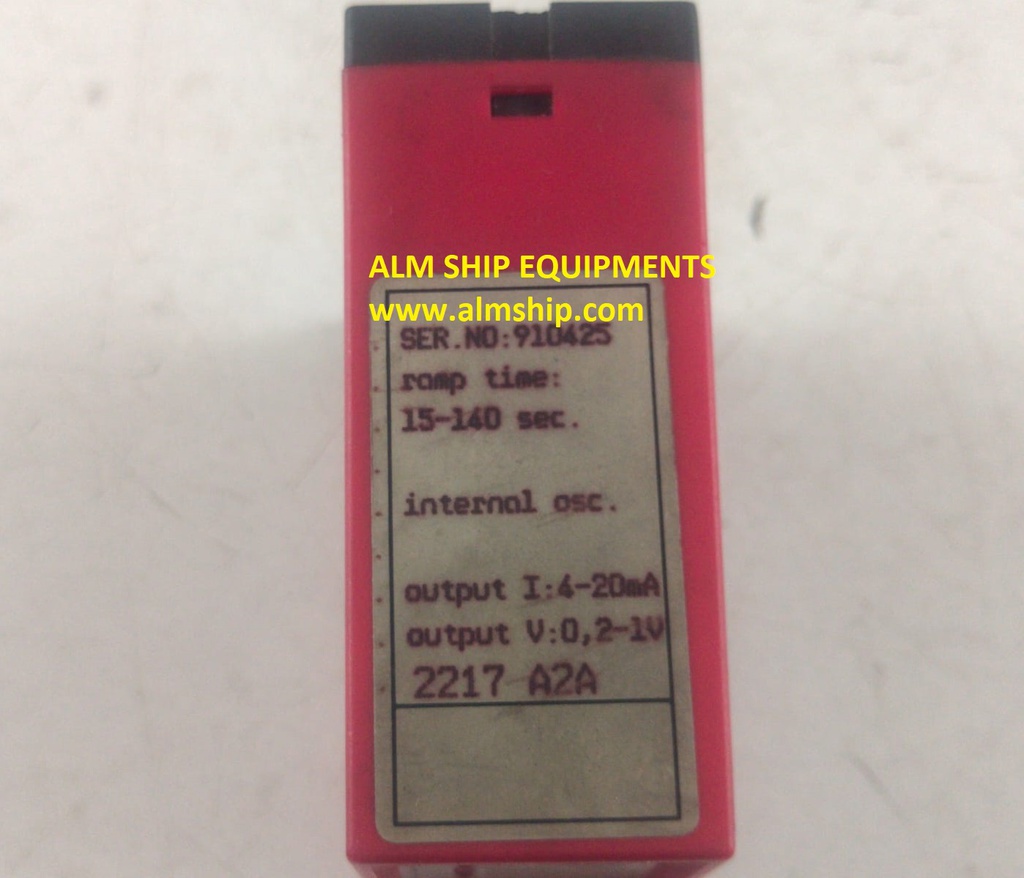 ALM SHIP EQUIPMENTS
www.almship.com
SER.NO:910425
ramp time:
15-140 sec.
internal osc.
output I:4-20mA
output V:0,2-1V
2217 A2A